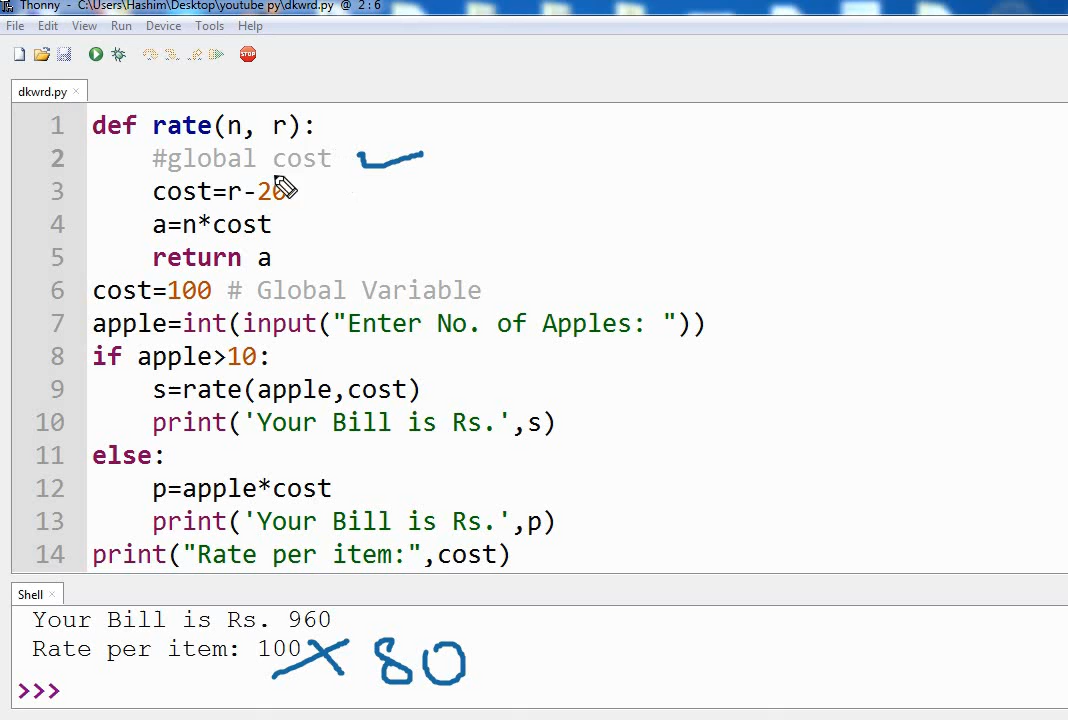 Thonny - C:\Users\Hashim\Desktop\youtube py\dkwrd.py @ 2:6
File Edit View Run Device Tools Help
STOP
dkwrd.py ×
1 def rate(n, r):
2 #global cost
3 cost=r-20
4 a=n*cost
5 return a
6 cost=100 # Global Variable
7 apple=int(input("Enter No. of Apples: "))
8 if apple>10:
9 s=rate(apple,cost)
10 print('Your Bill is Rs.',s)
11 else:
12 p=apple*cost
13 print('Your Bill is Rs.',p)
14 print("Rate per item:",cost)
Shell ×
Your Bill is Rs. 960
Rate per item: 100 80
>>>